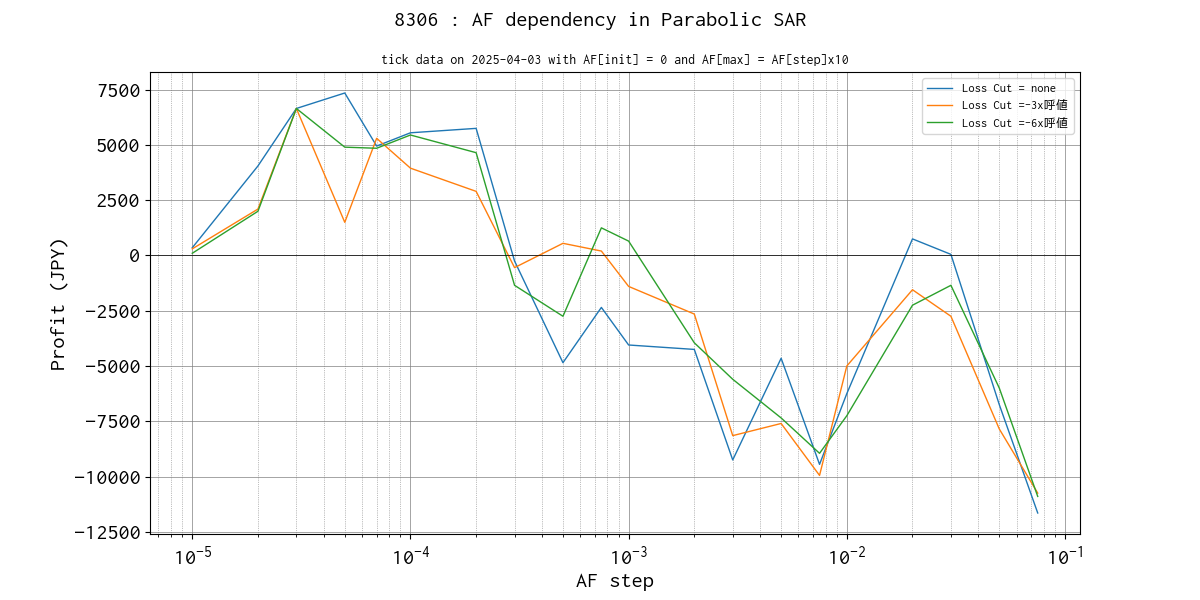 8306 : AF dependency in Parabolic SAR
tick data on 2025-04-03 with AF[init] = 0 and AF[max] = AF[step]x10
Loss Cut = none
Loss Cut =-3x呼値
Loss Cut =-6x呼値
Profit (JPY)
7500
5000
2500
0
−2500
−5000
−7500
−10000
−12500
10⁻⁵
10⁻⁴
10⁻³
10⁻²
10⁻¹
AF step